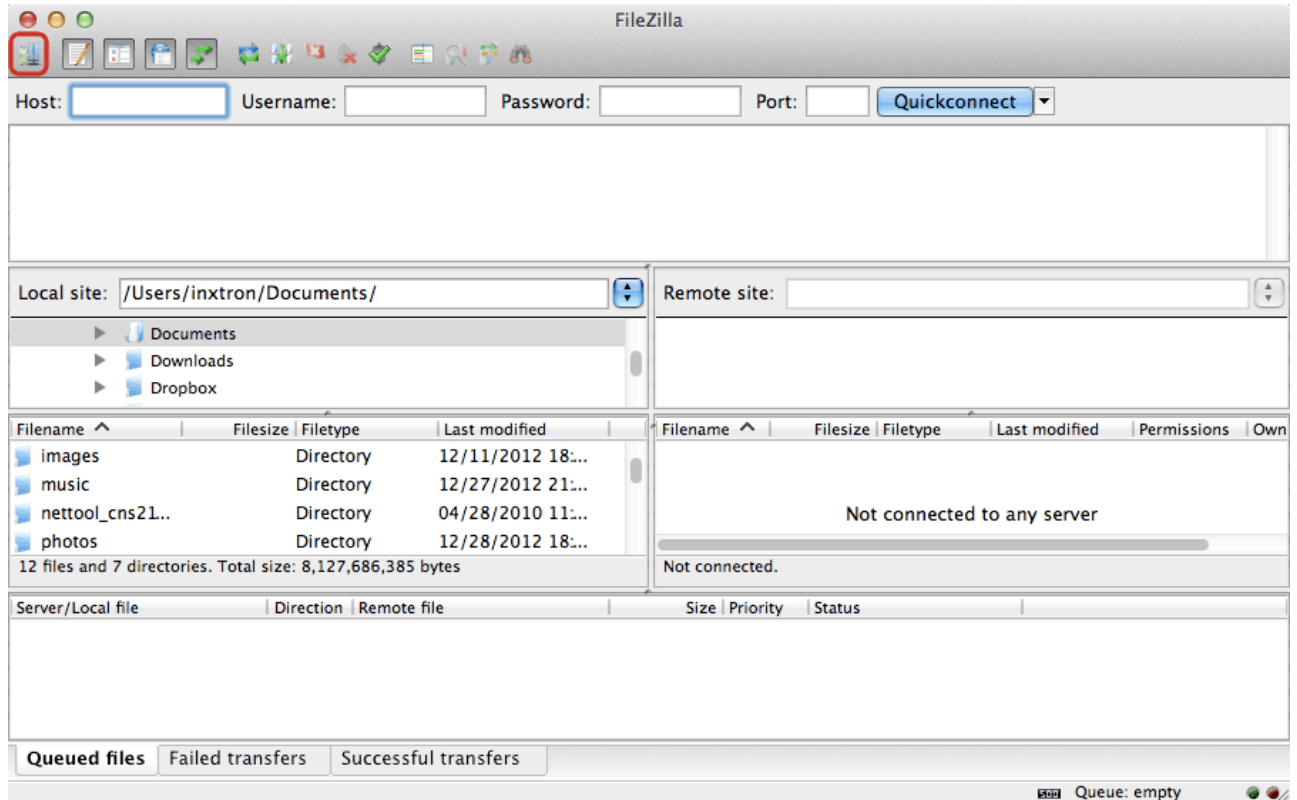 FileZilla
Host: Username: Password: Port: Quickconnect
Local site: /Users/inxtron/Documents/
Documents
Downloads
Dropbox
Remote site:
Filename Filesize Filetype Last modified
images Directory 12/11/2012 18:...
music Directory 12/27/2012 21:...
nettool_cns21... Directory 04/28/2010 11:...
photos Directory 12/28/2012 18:...
12 files and 7 directories. Total size: 8,127,686,385 bytes
Filename Filesize Filetype Last modified Permissions Own
Not connected to any server
Not connected.
Server/Local file Direction Remote file Size Priority Status
Queued files Failed transfers Successful transfers
Queue: empty